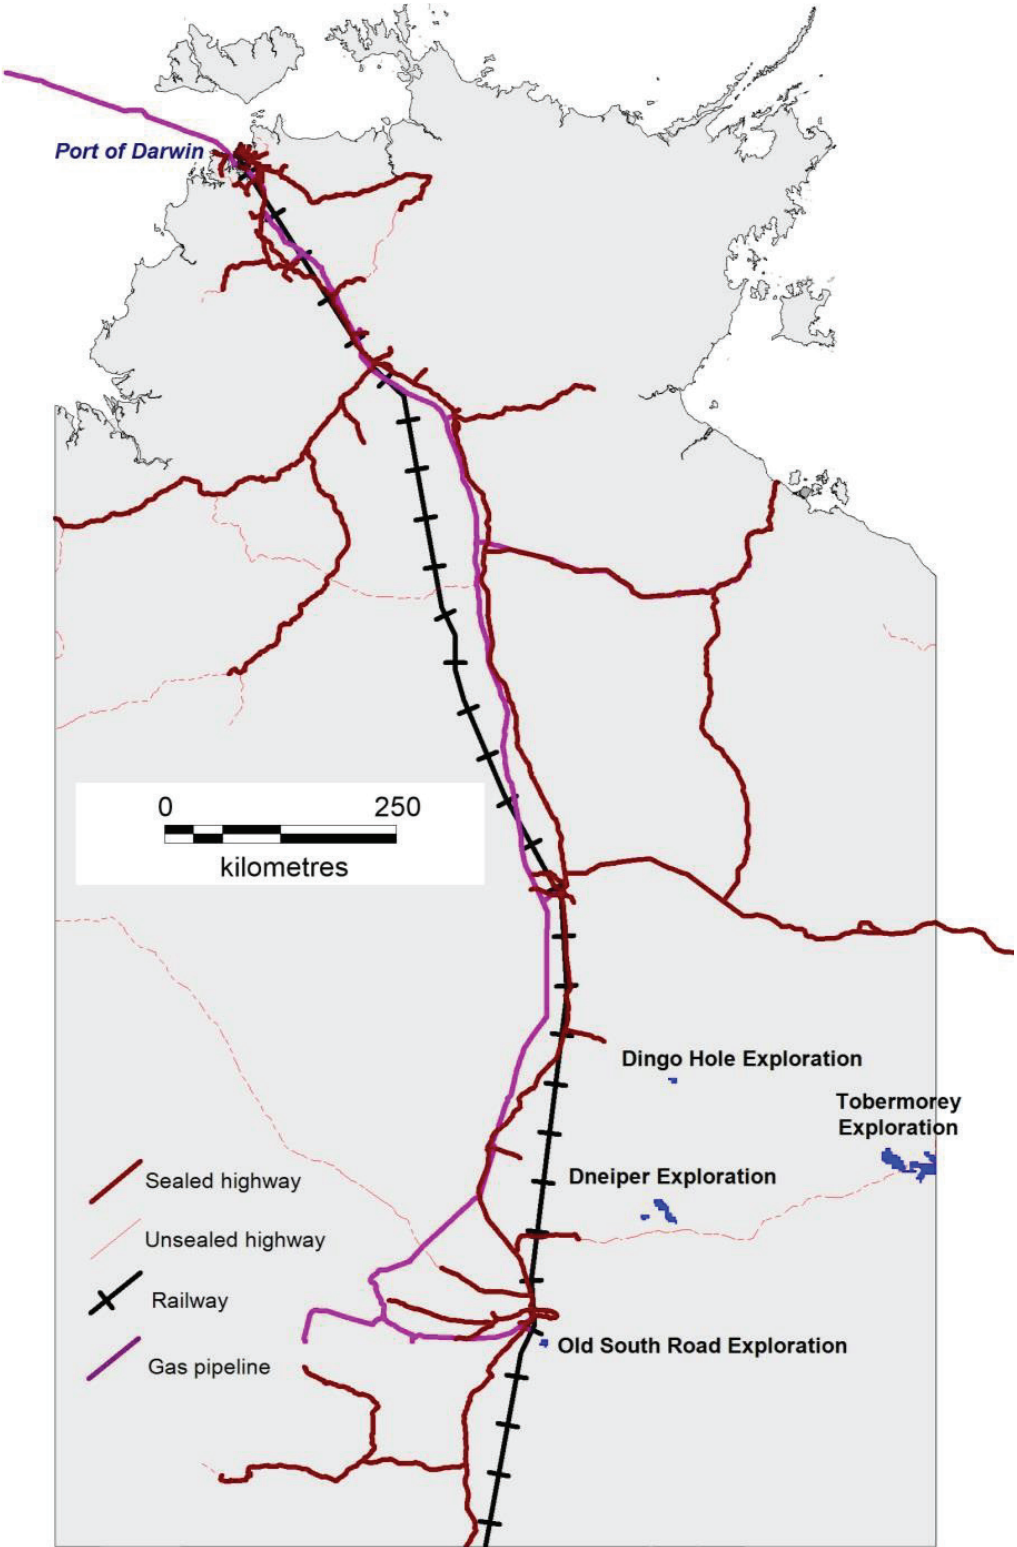 Port of Darwin
0 250
kilometres
Dingo Hole Exploration
Tobermorey
Exploration
Dneiper Exploration
Sealed highway
Unsealed highway
Railway
Gas pipeline
Old South Road Exploration